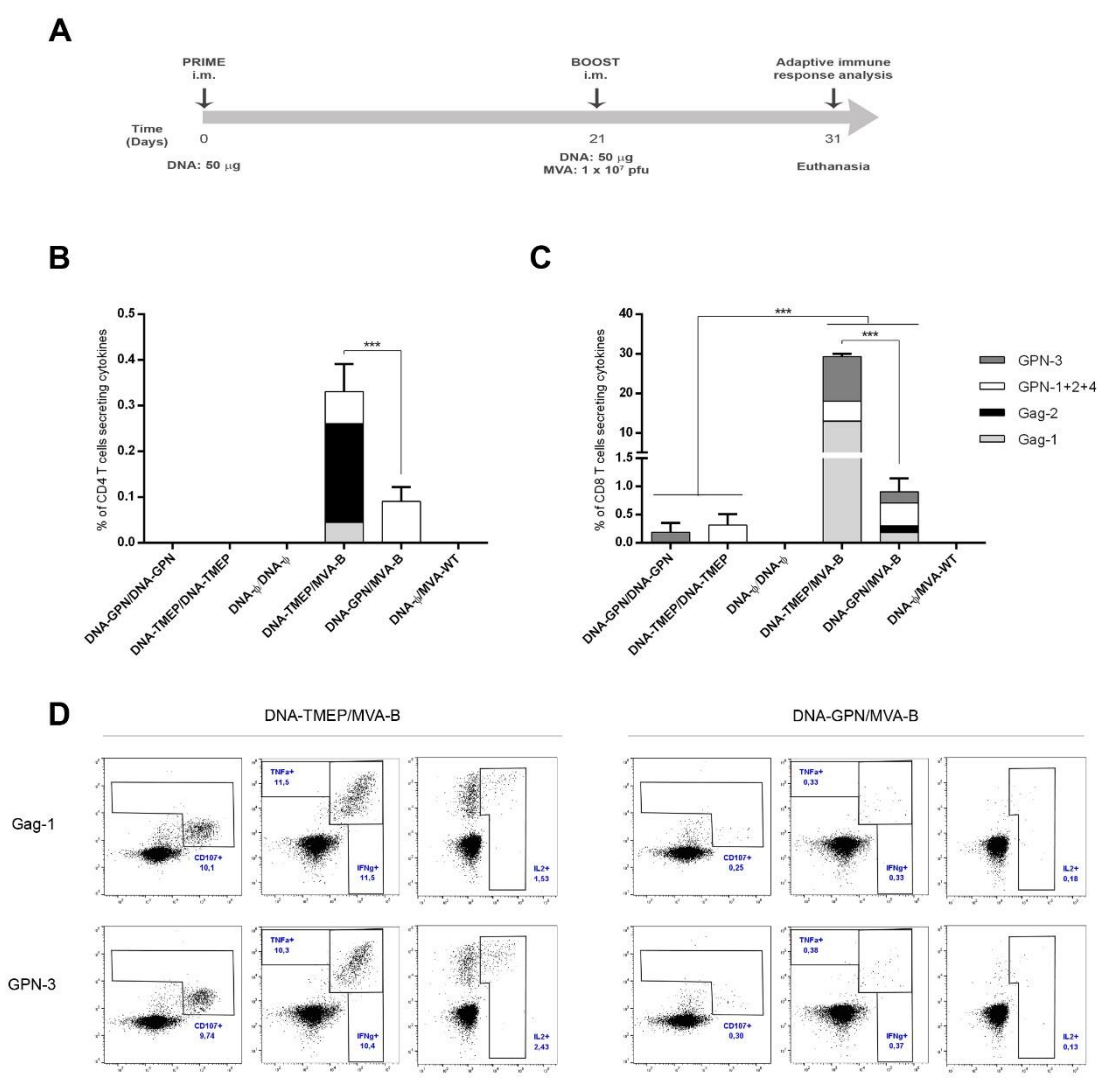 A
PRIME
i.m.
BOOST
i.m.
Adaptive immune
response analysis
Time
(Days)
0
21
31
DNA: 50 µg
DNA: 50 µg
MVA: 1 x 10⁷ pfu
Euthanasia
B
% of CD4 T cells secreting cytokines
0.5
0.4
0.3
0.2
0.1
0.0
***
DNA-GPN/DNA-GPN
DNA-TMEP/DNA-TMEP
DNA-ϕ/DNA-ϕ
DNA-TMEP/MVA-B
DNA-GPN/MVA-B
DNA-ϕ/MVA-WT
C
% of CD8 T cells secreting cytokines
40
30
20
10
1.5
1.0
0.5
0.0
***
***
DNA-GPN/DNA-GPN
DNA-TMEP/DNA-TMEP
DNA-ϕ DNA-ϕ
DNA-TMEP/MVA-B
DNA-GPN/MVA-B
DNA-ϕ/MVA-WT
GPN-3
GPN-1+2+4
Gag-2
Gag-1
D
DNA-TMEP/MVA-B
DNA-GPN/MVA-B
Gag-1
CD107+
10,1
TNFa+
11,5
IFNg+
11,5
IL2+
1,53
CD107+
0,25
TNFa+
0,33
IFNg+
0,33
IL2+
0,18
GPN-3
CD107+
9,74
TNFa+
10,3
IFNg+
10,4
IL2+
2,43
CD107+
0,30
TNFa+
0,38
IFNg+
0,37
IL2+
0,13